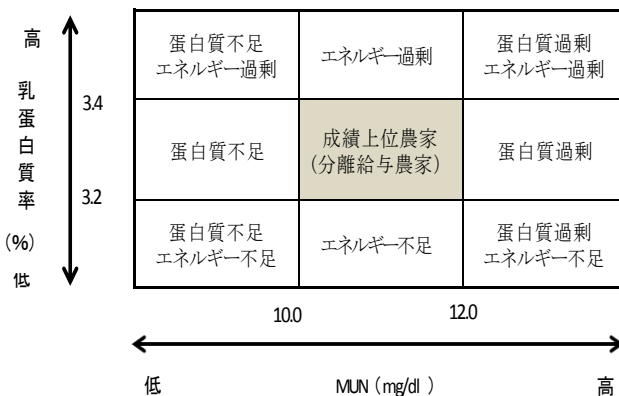 高
乳蛋白質率
(%)
低
3.4
3.2
蛋白質不足
エネルギー過剰
エネルギー過剰
蛋白質過剰
エネルギー過剰
蛋白質不足
成績上位農家
(分離給与農家)
蛋白質過剰
蛋白質不足
エネルギー不足
エネルギー不足
蛋白質過剰
エネルギー不足
10.0
12.0
低
MUN (mg/dl )
高